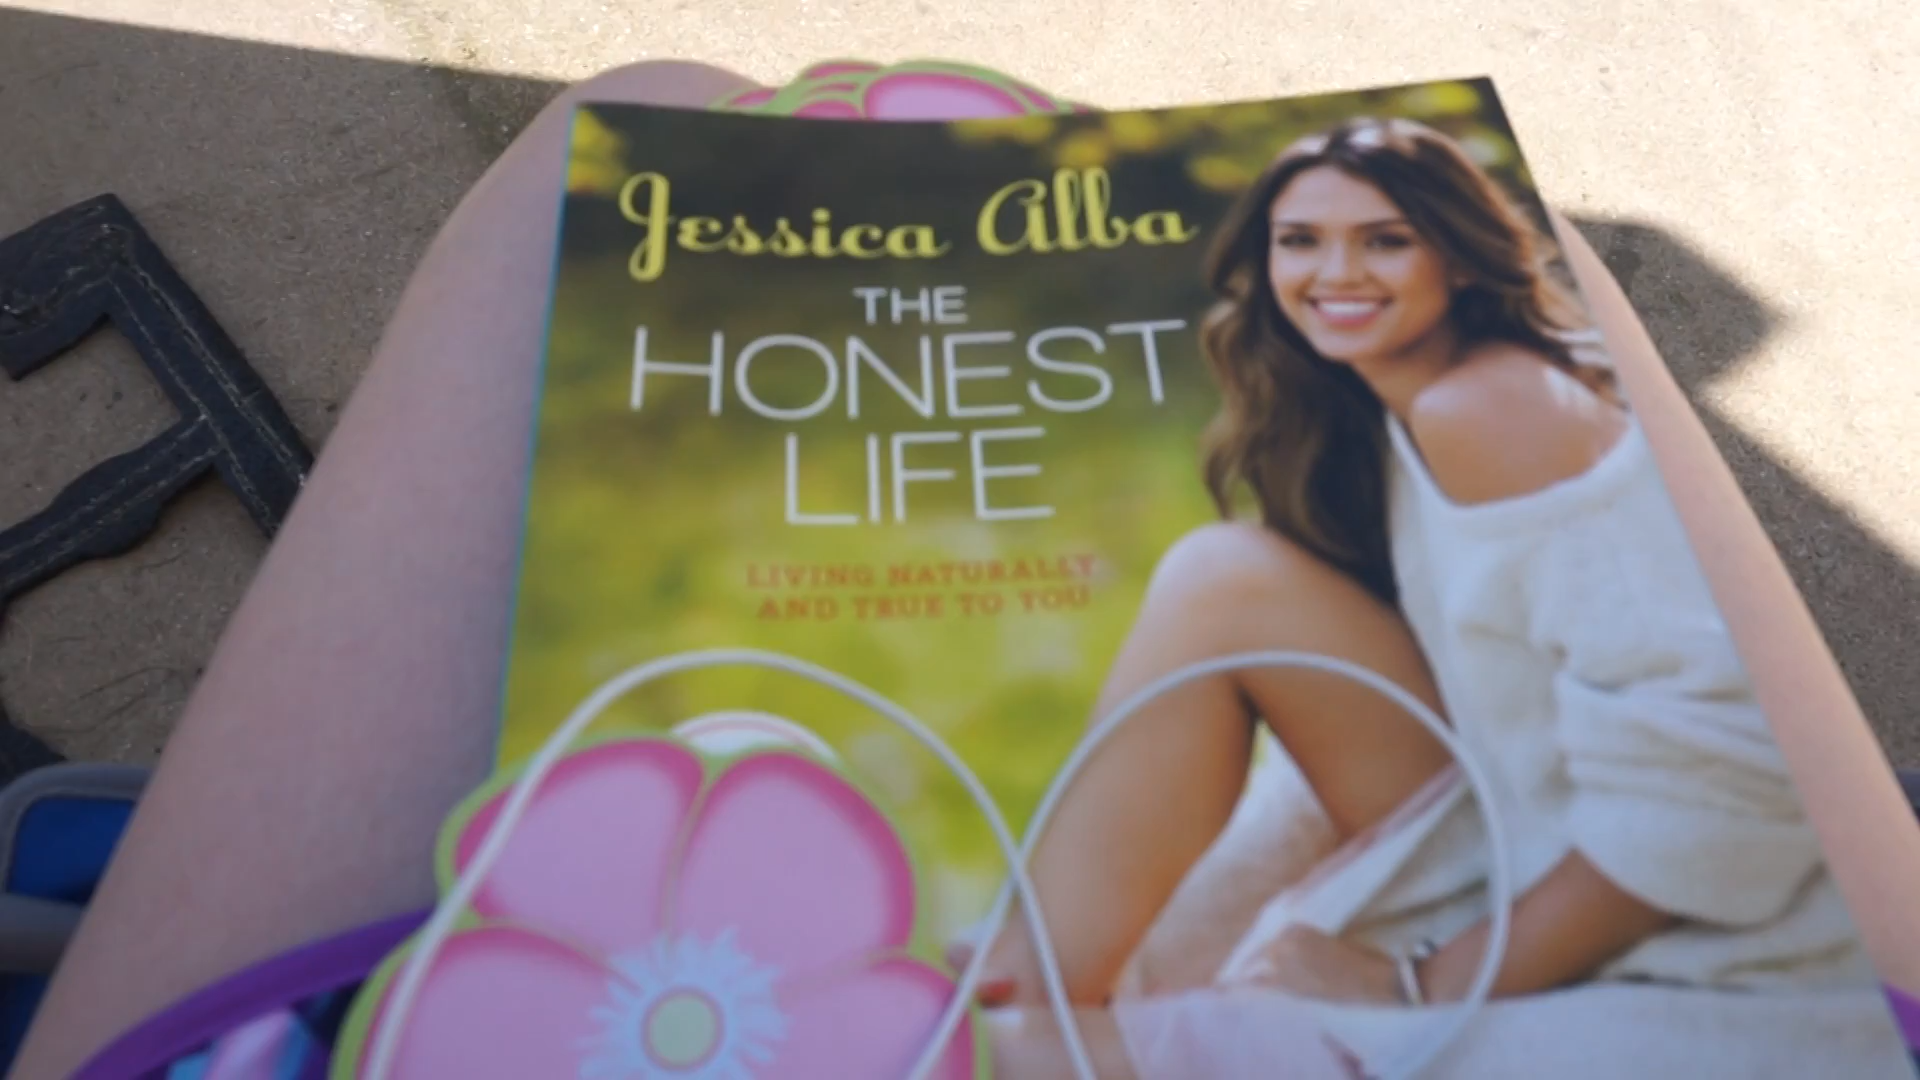 Jessica Alba
THE
HONEST
LIFE
LIVING NATURALLY
AND TRUE TO YOU